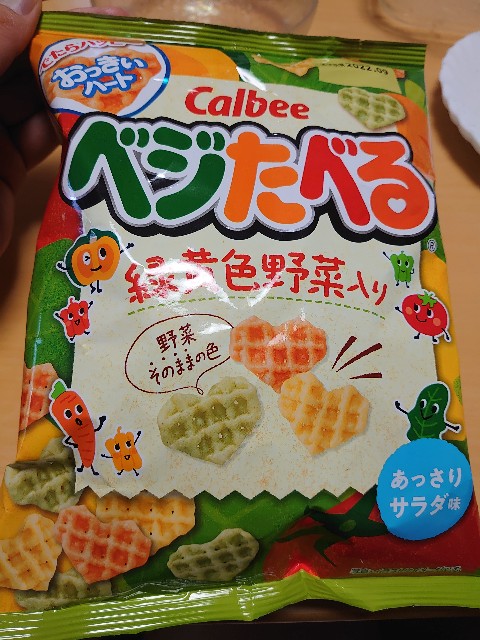 でたらハッピー
おっきい
ハート
2022.09
Calbee
ベジたべる
®
緑黄色野菜入り
野菜
そのままの色
あっさり
サラダ味